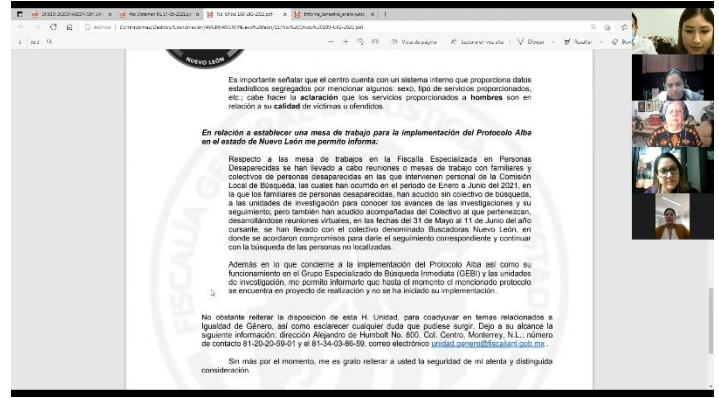 NUEVO LEÓN
Es importante señalar que el centro cuenta con un sistema interno que proporciona datos
estadísticos segregados por mencionar algunos: sexo, tipo de servicios proporcionados,
etc.; cabe hacer la aclaración que los servicios proporcionados a hombres son en
relación a su calidad de víctimas u ofendidos.
En relación a establecer una mesa de trabajo para la implementación del Protocolo Alba
en el estado de Nuevo León me permito informa:
Respecto a las mesa de trabajos en la Fiscalía Especializada en Personas
Desaparecidas se han llevado a cabo reuniones o mesas de trabajo con familiares y
colectivos de personas desaparecidas en las que intervienen personal de la Comisión
Local de Búsqueda, las cuales han ocurrido en el periodo de Enero a Junio del 2021, en
la que los familiares de personas desaparecidas, han acudido sin colectivo de búsqueda,
a las unidades de investigación para conocer los avances de las investigaciones y su
seguimiento; pero también han acudido acompañadas del Colectivo al que pertenezcan,
desarrollándose reuniones virtuales, en las fechas del 31 de Mayo al 11 de Junio del año
cursante, se han llevado con el colectivo denominado Buscadoras Nuevo León, en
donde se acordaron compromisos para darle el seguimiento correspondiente y continuar
con la búsqueda de las personas no localizadas.
Además en lo que concierne a la implementación del Protocolo Alba así como su
funcionamiento en el Grupo Especializado de Búsqueda Inmediata (GEBI) y las unidades
de investigación, me permito informarle que hasta el momento el mencionado protocolo
se encuentra en proyecto de realización y no se ha iniciado su implementación.
No obstante reiterar la disposición de esta H. Unidad, para coadyuvar en temas relacionados a
Igualdad de Género, así como esclarecer cualquier duda que pudiese surgir. Dejo a su alcance la
siguiente información: dirección Alejandro de Humbolt No. 800, Col. Centro, Monterrey, N.L.; número
de contacto 81-20-20-59-01 y el 81-34-03-86-59, correo electrónico unidad.genero@fiscalianl.gob.mx .
Sin más por el momento, me es grato reiterar a usted la seguridad de mi atenta y distinguida
consideración.